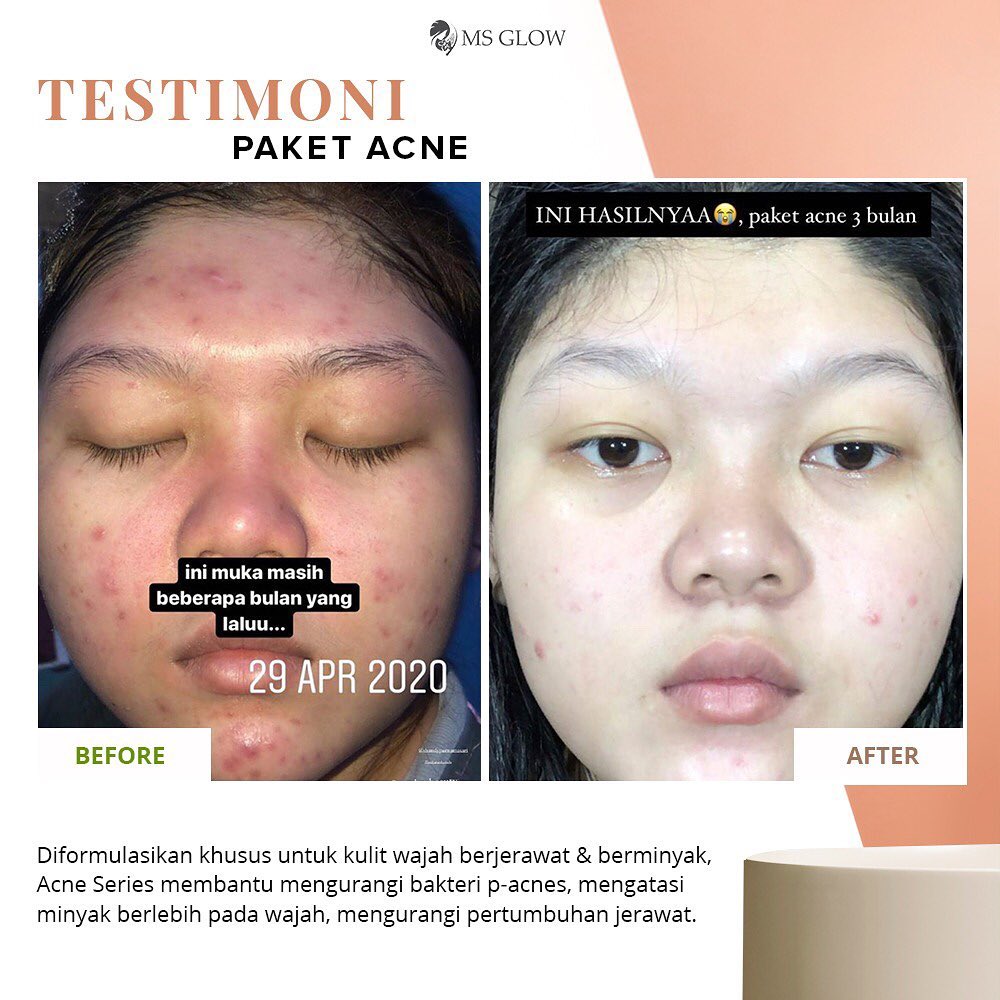 MS GLOW
TESTIMONI
PAKET ACNE
INI HASILNYAA😭, paket acne 3 bulan
ini muka masih
beberapa bulan yang
laluu...
29 APR 2020
BEFORE
AFTER
Diformulasikan khusus untuk kulit wajah berjerawat & berminyak,
Acne Series membantu mengurangi bakteri p-acnes, mengatasi
minyak berlebih pada wajah, mengurangi pertumbuhan jerawat.